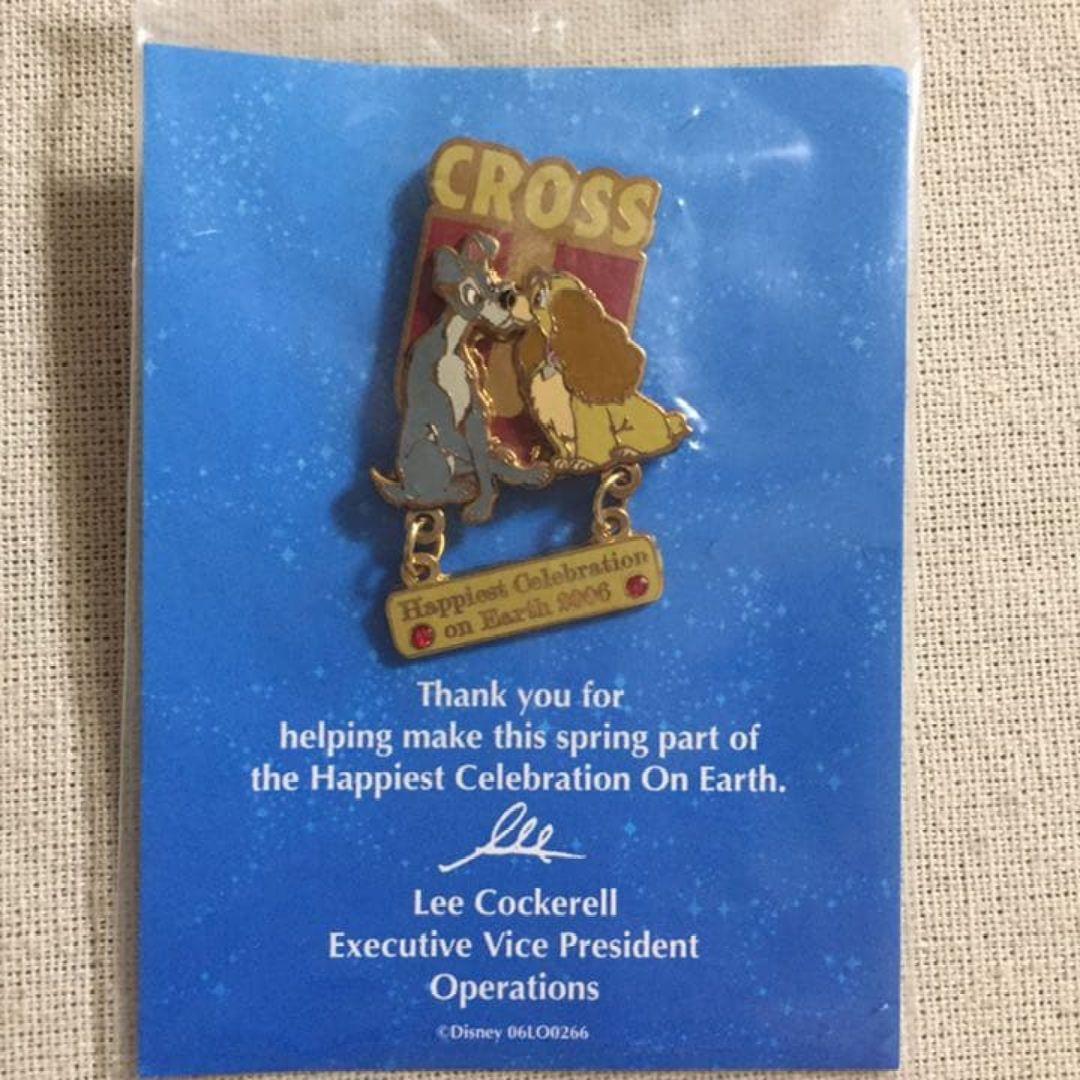 CROSS
Happiest Celebration
on Earth 2006
Thank you for
helping make this spring part of
the Happiest Celebration On Earth.
Lee
Lee Cockerell
Executive Vice President
Operations
©Disney 06LO0266